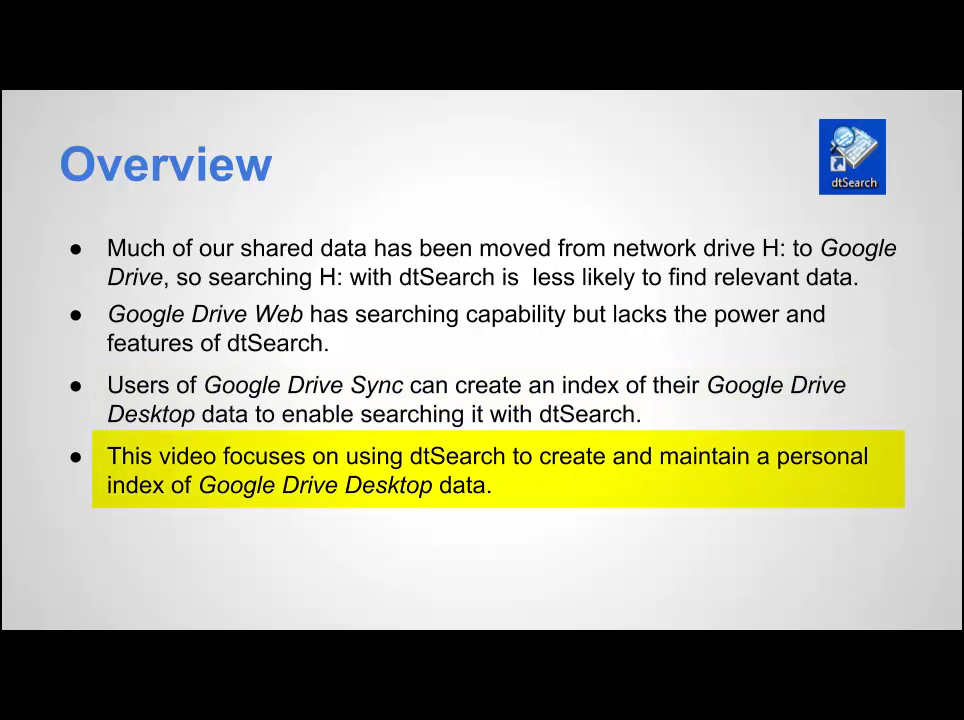 Overview
dtSearch
● Much of our shared data has been moved from network drive H: to Google
Drive, so searching H: with dtSearch is  less likely to find relevant data.
● Google Drive Web has searching capability but lacks the power and
features of dtSearch.
● Users of Google Drive Sync can create an index of their Google Drive
Desktop data to enable searching it with dtSearch.
● This video focuses on using dtSearch to create and maintain a personal
index of Google Drive Desktop data.